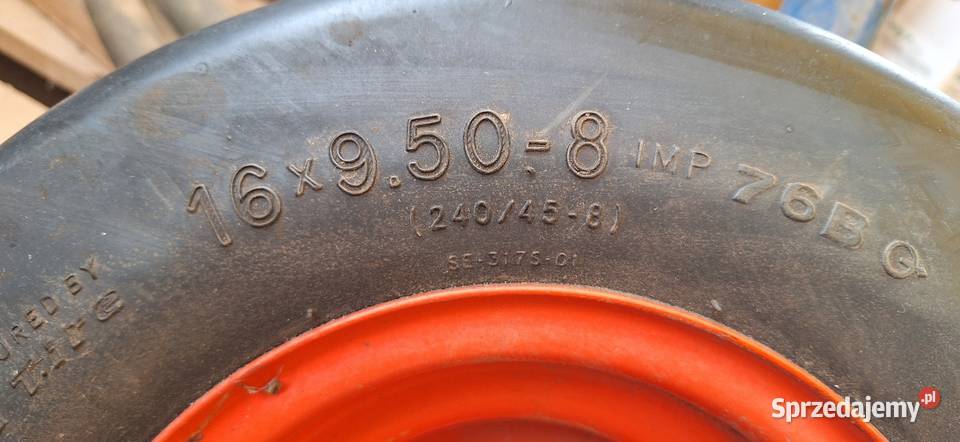 16x9.50-8 IMP 76B Q
(240/45-8)
SE-3175-01
URED BY
Sprzedajemy.pl